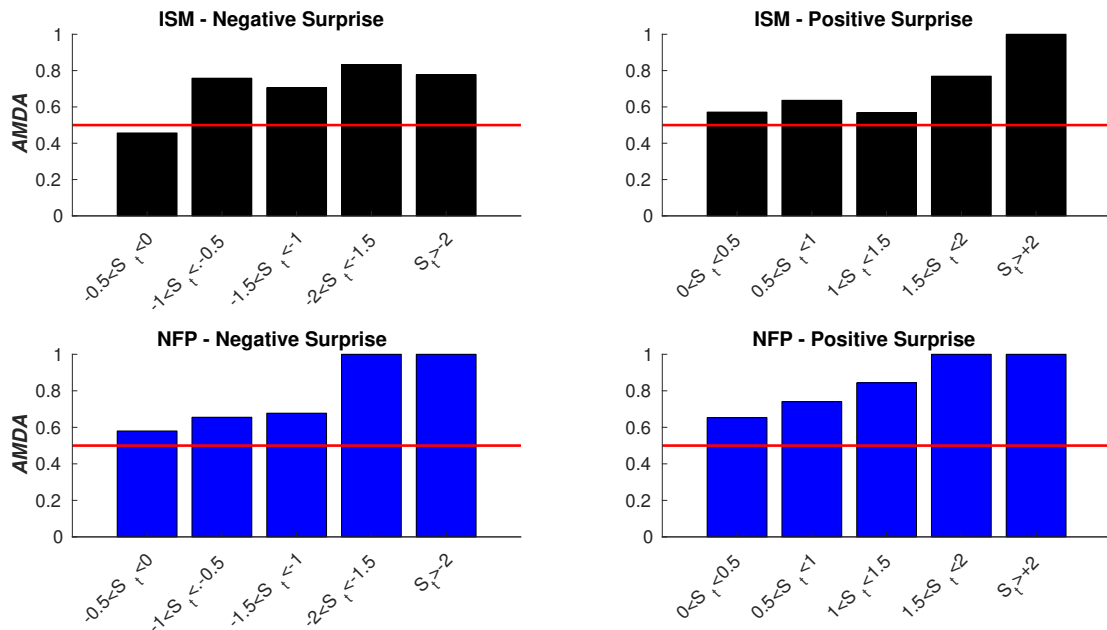 ISM - Negative Surprise
1
0.8
0.6
0.4
0.2
0
AMDA
-0.5<S t<0
-1<S t<.-0.5
-1.5<S t<-1
-2<S t<-1.5
St>-2
ISM - Positive Surprise
1
0.8
0.6
0.4
0.2
0
0<S t<0.5
0.5<S t<1
1<S t<1.5
1.5<S t<2
St>+2
NFP - Negative Surprise
1
0.8
0.6
0.4
0.2
0
AMDA
-0.5<S t<0
-1<S t<.-0.5
-1.5<S t<-1
-2<S t<-1.5
St>-2
NFP - Positive Surprise
1
0.8
0.6
0.4
0.2
0
0<S t<0.5
0.5<S t<1
1<S t<1.5
1.5<S t<2
St>+2